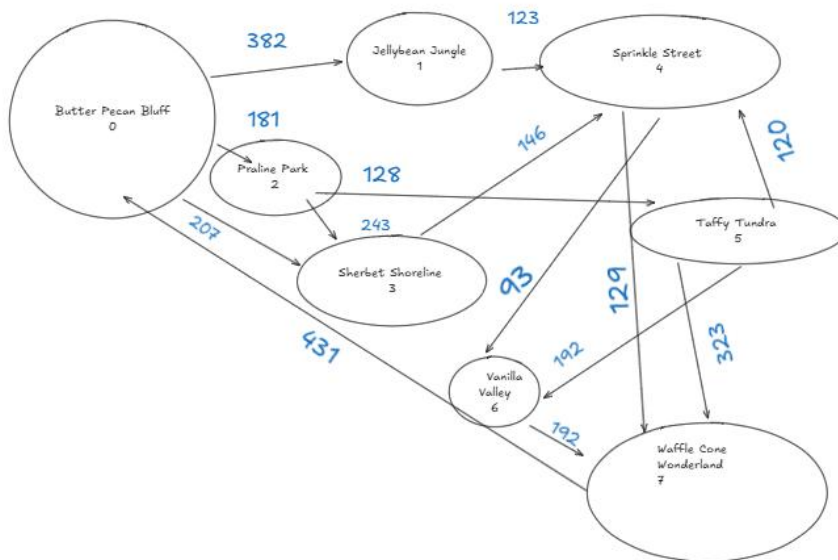 382
123
Jellybean Jungle
1
Sprinkle Street
4
Butter Pecan Bluff
0
181
Praline Park
2
128
146
120
207
243
Taffy Tundra
5
Sherbet Shoreline
3
93
129
431
192
323
Vanilla
Valley
6
192
Waffle Cone
Wonderland
7